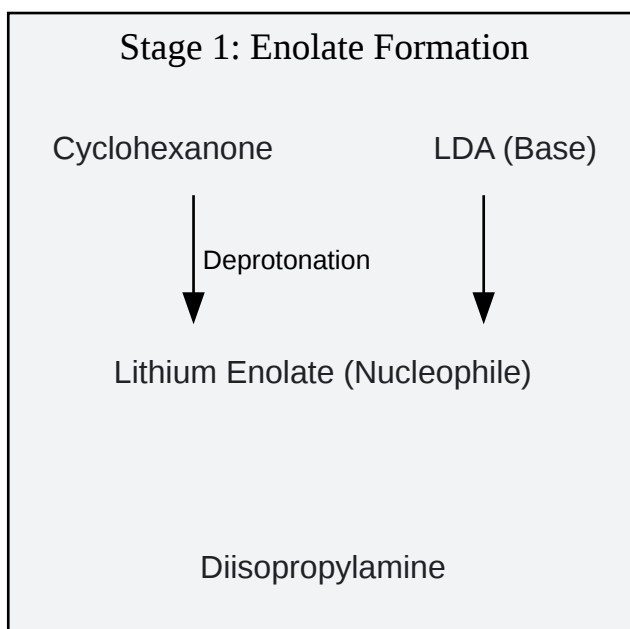 Stage 1: Enolate Formation
Cyclohexanone LDA (Base)
Deprotonation
Lithium Enolate (Nucleophile)
Diisopropylamine